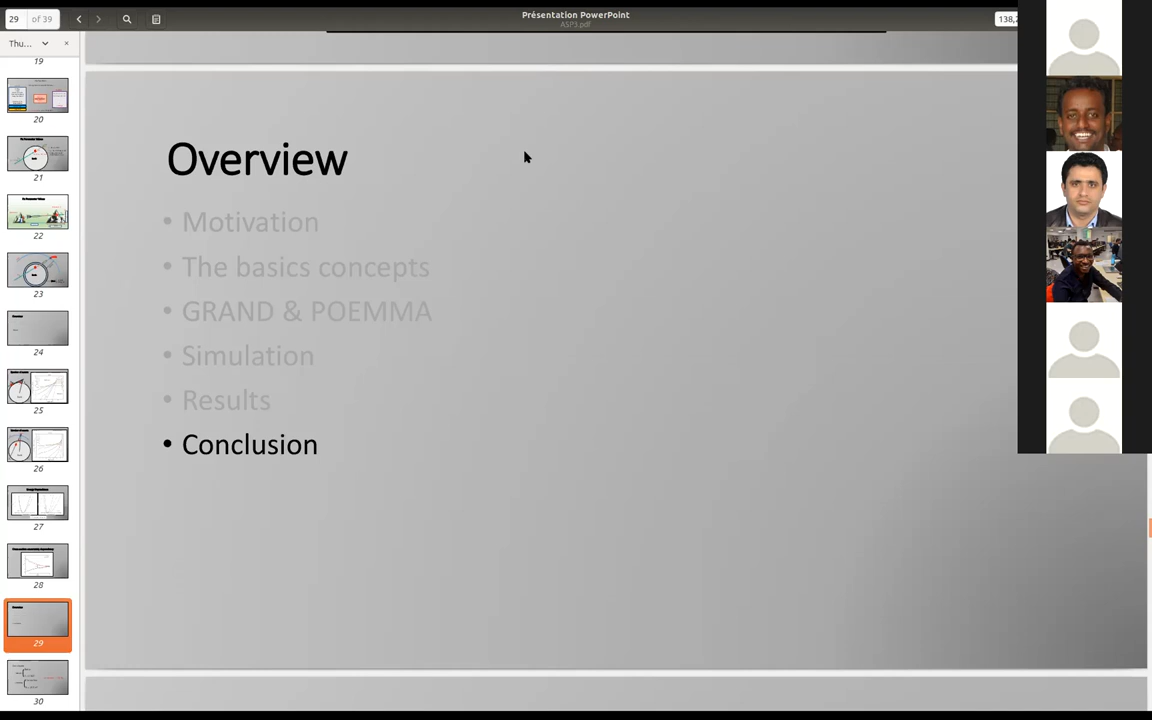 29 of 39
Présentation PowerPoint
ASP3.pdf
138,
Thu...
19
20
21
22
23
24
25
26
27
28
29
30
Overview
• Motivation
• The basics concepts
• GRAND & POEMMA
• Simulation
• Results
• Conclusion